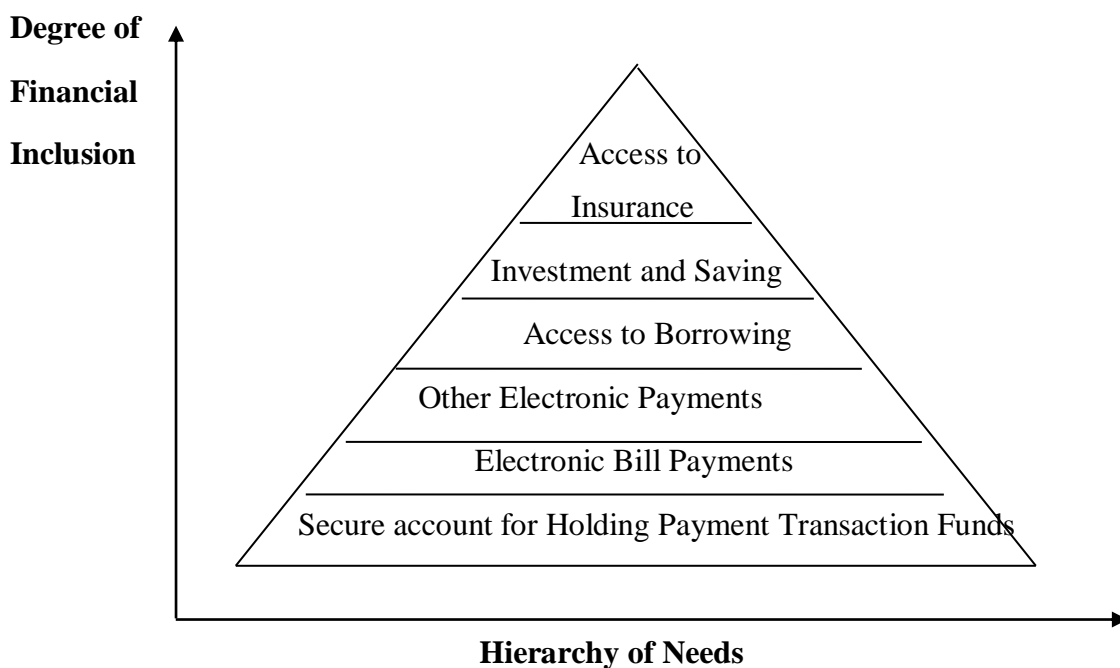 Degree of
Financial
Inclusion
Access to
Insurance
Investment and Saving
Access to Borrowing
Other Electronic Payments
Electronic Bill Payments
Secure account for Holding Payment Transaction Funds
Hierarchy of Needs